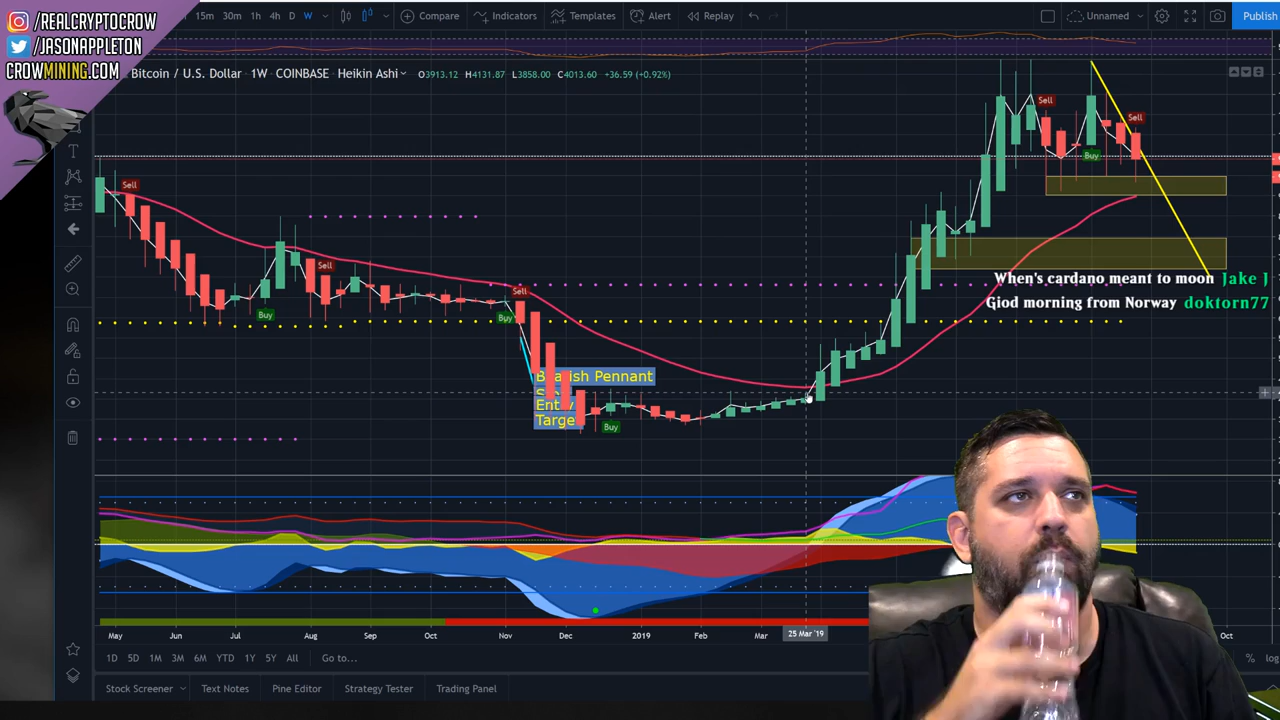 /REALCRYPTOCROW
/JASONAPPLETON
CROWMINING.COM
15m 30m 1h 4h D W Compare Indicators Templates Alert Replay Unnamed Publish
Bitcoin / U.S. Dollar 1W COINBASE Heikin Ashi O3913.12 H4131.87 L3858.00 C4013.60 +36.59 (+0.92%)
Sell
Sell
Sell
Buy
Sell
Sell
Buy
When's cardano meant to moon Jake J
Giod morning from Norway doktorn77
Sell
Buy
Buy
Pennant
Buy
May Jun Jul Aug Sep Oct Nov Dec 2019 Feb Mar 25 Mar '19 Oct
1D 5D 1M 3M 6M YTD 1Y 5Y All Go to... % log
Stock Screener Text Notes Pine Editor Strategy Tester Trading Panel